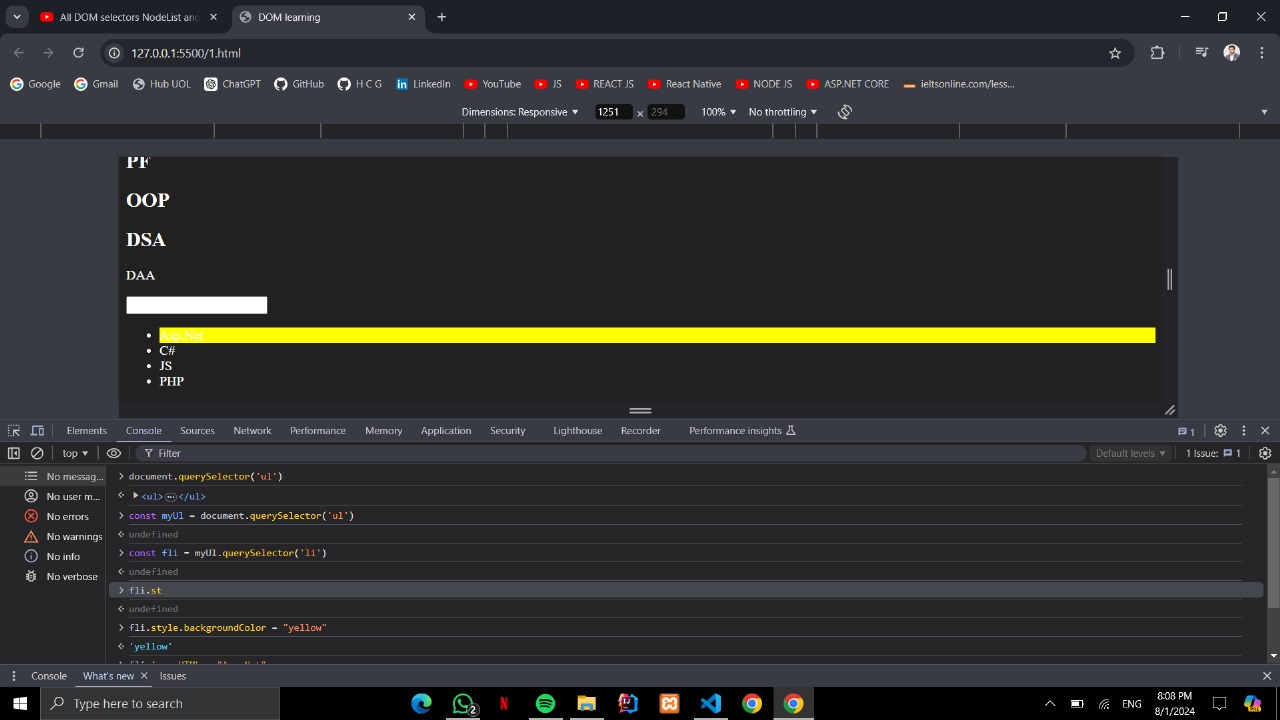 All DOM selectors NodeList and
DOM learning
127.0.0.1:5500/1.html
Google
Gmail
Hub UOL
ChatGPT
GitHub
H C G
LinkedIn
YouTube
JS
REACT JS
React Native
NODE JS
ASP.NET CORE
ieltsonline.com/less...
Dimensions: Responsive
1251 × 294
100%
No throttling
PF
OOP
DSA
DAA
Asp.Net
C#
JS
PHP
Elements
Console
Sources
Network
Performance
Memory
Application
Security
Lighthouse
Recorder
Performance insights
1
top
Filter
Default levels
1 Issue: 1
No messag...
No user m...
No errors
No warnings
No info
No verbose
document.querySelector('ul')
<ul>…</ul>
const myUl = document.querySelector('ul')
undefined
const fli = myUl.querySelector('li')
undefined
fli.st
undefined
fli.style.backgroundColor = "yellow"
'yellow'
Console
What's new
Issues
Type here to search
2
ENG
8:08 PM
8/1/2024